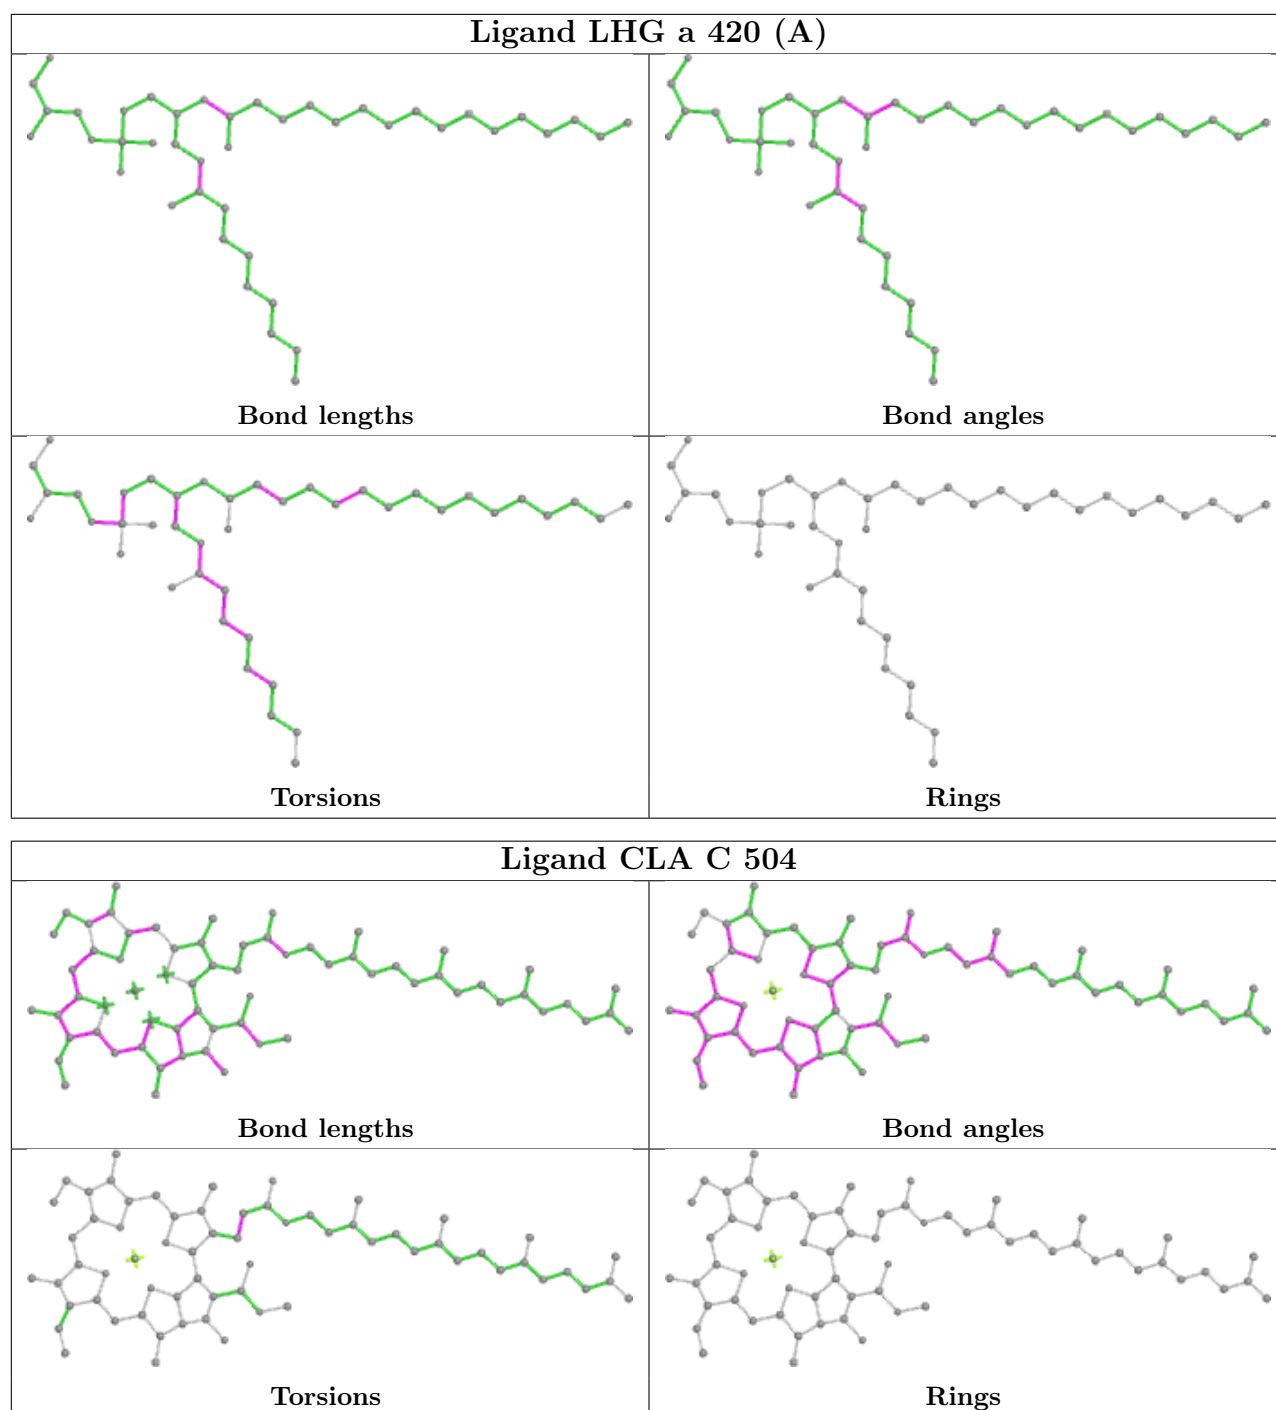 Ligand LHG a 420 (A)
Bond lengths
Bond angles
Torsions
Rings
Ligand CLA C 504
Bond lengths
Bond angles
Torsions
Rings